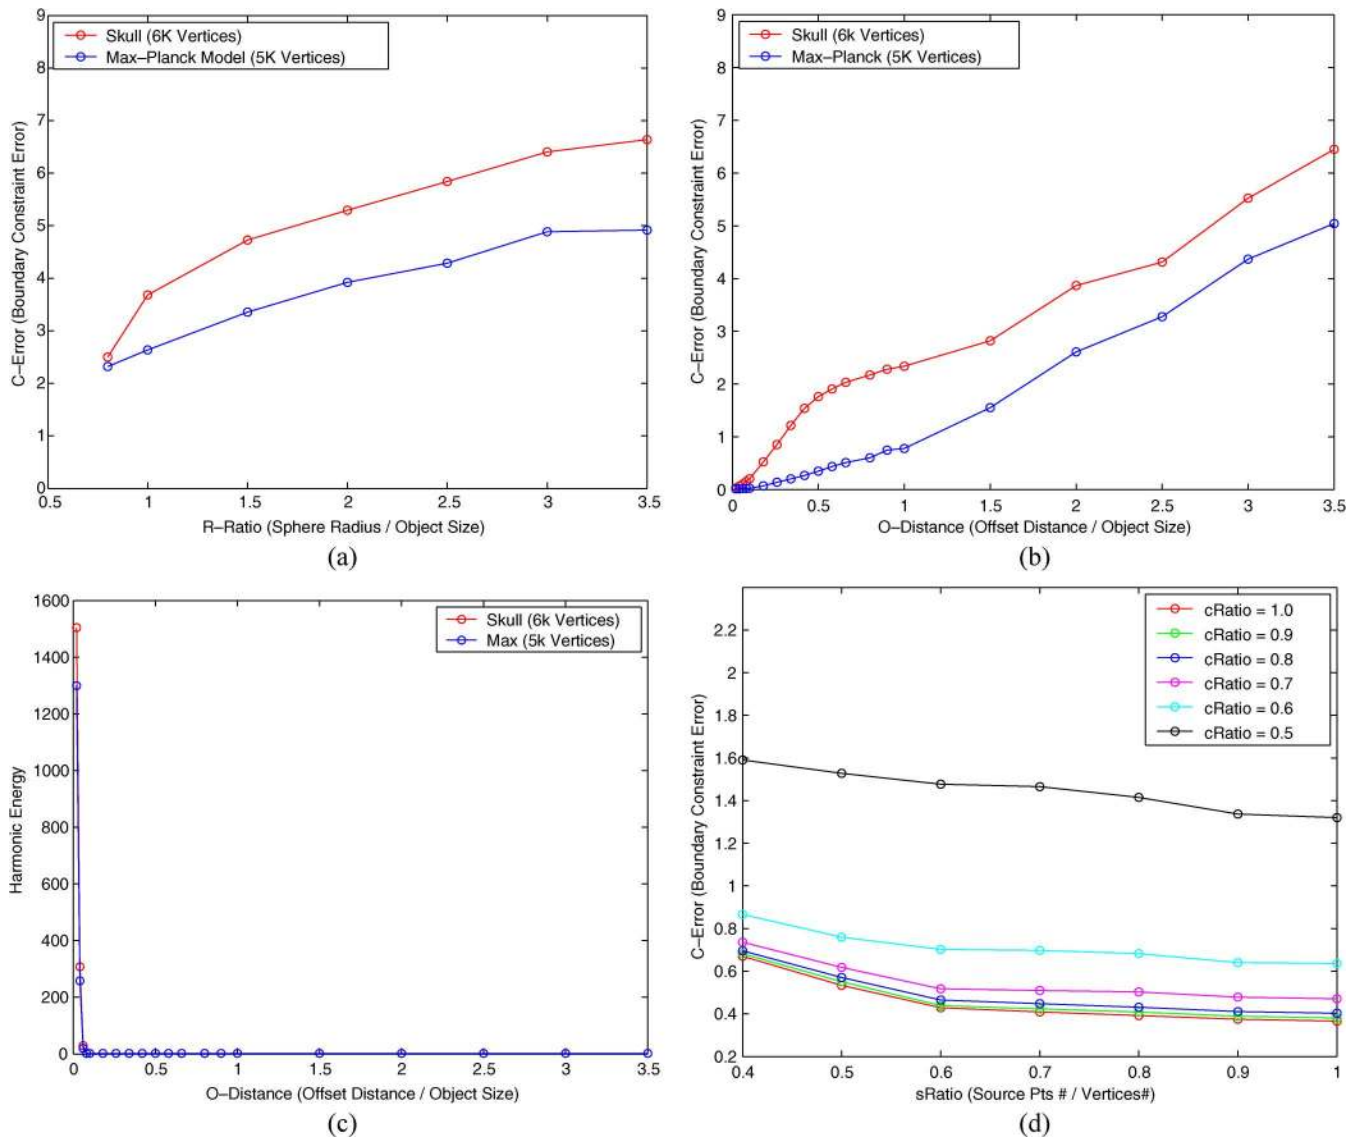 9
8
7
6
5
4
3
2
1
0
C–Error (Boundary Constraint Error)
Skull (6K Vertices)
Max–Planck Model (5K Vertices)
0.5
1
1.5
2
2.5
3
3.5
R–Ratio (Sphere Radius / Object Size)
(a)
9
8
7
6
5
4
3
2
1
0
C–Error (Boundary Constraint Error)
Skull (6k Vertices)
Max–Planck (5K Vertices)
0
0.5
1
1.5
2
2.5
3
3.5
O–Distance (Offset Distance / Object Size)
(b)
1600
1400
1200
1000
800
600
400
200
0
Harmonic Energy
Skull (6k Vertices)
Max (5k Vertices)
0
0.5
1
1.5
2
2.5
3
3.5
O–Distance (Offset Distance / Object Size)
(c)
2.2
2
1.8
1.6
1.4
1.2
1
0.8
0.6
0.4
0.2
C–Error (Boundary Constraint Error)
cRatio = 1.0
cRatio = 0.9
cRatio = 0.8
cRatio = 0.7
cRatio = 0.6
cRatio = 0.5
0.4
0.5
0.6
0.7
0.8
0.9
1
sRatio (Source Pts # / Vertices#)
(d)